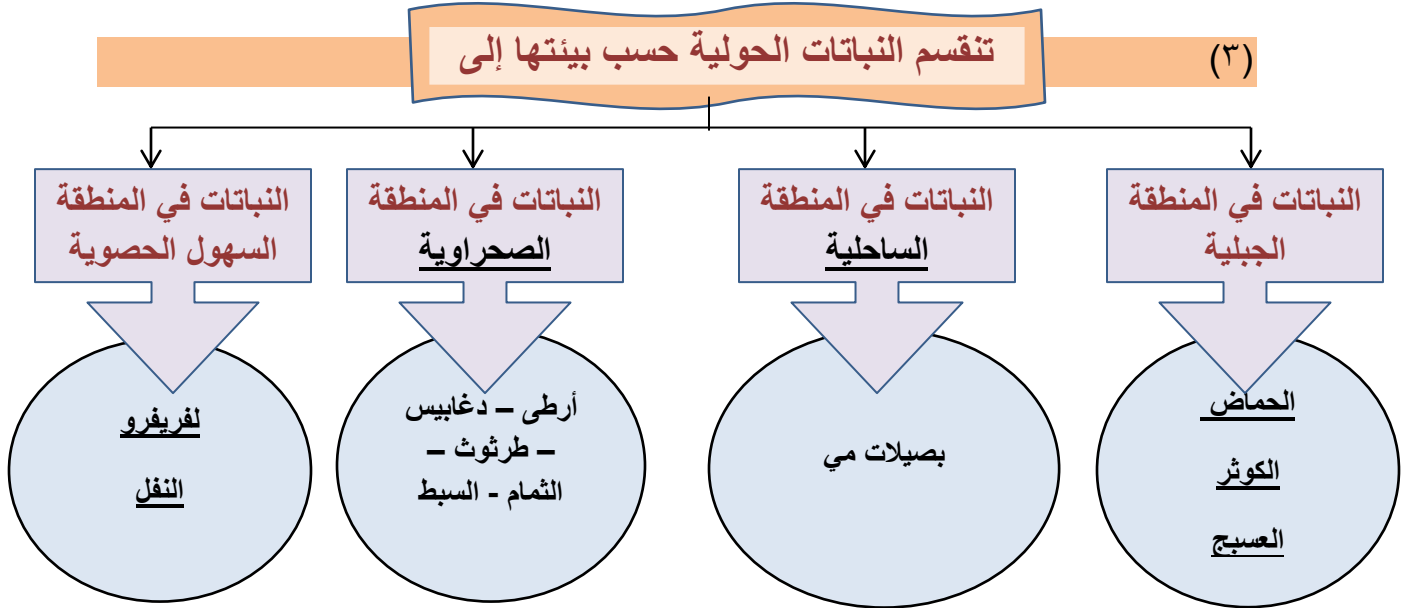 (٣)
تنقسم النباتات الحولية حسب بيئتها إلى
النباتات في المنطقة
الجبلية
النباتات في المنطقة
الساحلية
النباتات في المنطقة
الصحراوية
النباتات في المنطقة
السهول الحصوية
الحماض
الكوثر
العسبج
بصيلات مي
أرطى – دغابيس
– طرثوث –
الثمام - السبط
لفريفرو
النفل